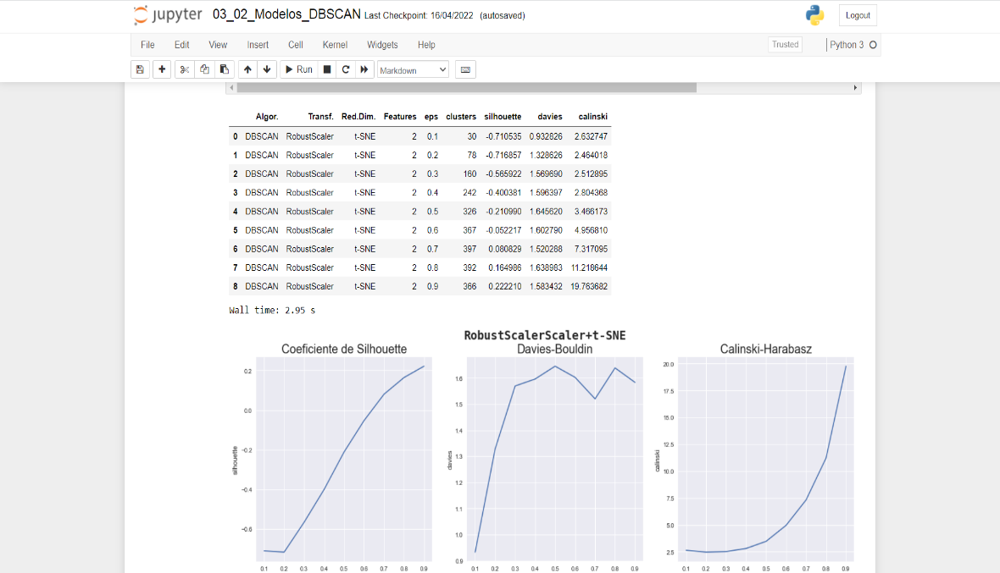 jupyter 03_02_Modelos_DBSCAN Last Checkpoint: 16/04/2022 (autosaved) Logout
File Edit View Insert Cell Kernel Widgets Help Trusted Python 3
Run Markdown
Algor. Transf. Red.Dim. Features eps clusters silhouette davies calinski
0 DBSCAN RobustScaler t-SNE 2 0.1 30 -0.710535 0.932826 2.632747
1 DBSCAN RobustScaler t-SNE 2 0.2 78 -0.716857 1.328626 2.464018
2 DBSCAN RobustScaler t-SNE 2 0.3 160 -0.565922 1.569690 2.512895
3 DBSCAN RobustScaler t-SNE 2 0.4 242 -0.400381 1.596397 2.804368
4 DBSCAN RobustScaler t-SNE 2 0.5 326 -0.210990 1.645620 3.466173
5 DBSCAN RobustScaler t-SNE 2 0.6 367 -0.052217 1.602790 4.956810
6 DBSCAN RobustScaler t-SNE 2 0.7 397 0.080829 1.520288 7.317095
7 DBSCAN RobustScaler t-SNE 2 0.8 392 0.164986 1.638983 11.218644
8 DBSCAN RobustScaler t-SNE 2 0.9 366 0.222210 1.583432 19.763682
Wall time: 2.95 s
RobustScalerScaler+t-SNE
Coeficiente de Silhouette
0.2
0.0
-0.2
-0.4
-0.6
silhouette
0.1 0.2 0.3 0.4 0.5 0.6 0.7 0.8 0.9
Davies-Bouldin
1.6
1.5
1.4
1.3
1.2
1.1
1.0
0.9
davies
0.1 0.2 0.3 0.4 0.5 0.6 0.7 0.8 0.9
Calinski-Harabasz
20.0
17.5
15.0
12.5
10.0
7.5
5.0
2.5
calinski
0.1 0.2 0.3 0.4 0.5 0.6 0.7 0.8 0.9